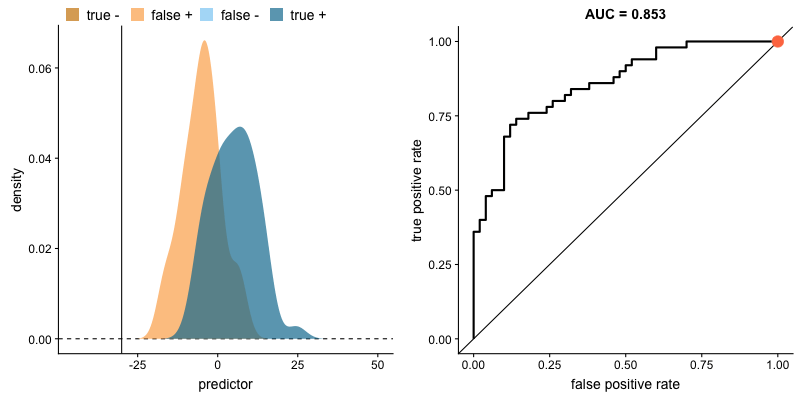 true - false + false - true +
density
0.06
0.04
0.02
0.00
-25 0 25 50
predictor
AUC = 0.853
true positive rate
1.00
0.75
0.50
0.25
0.00
0.00 0.25 0.50 0.75 1.00
false positive rate